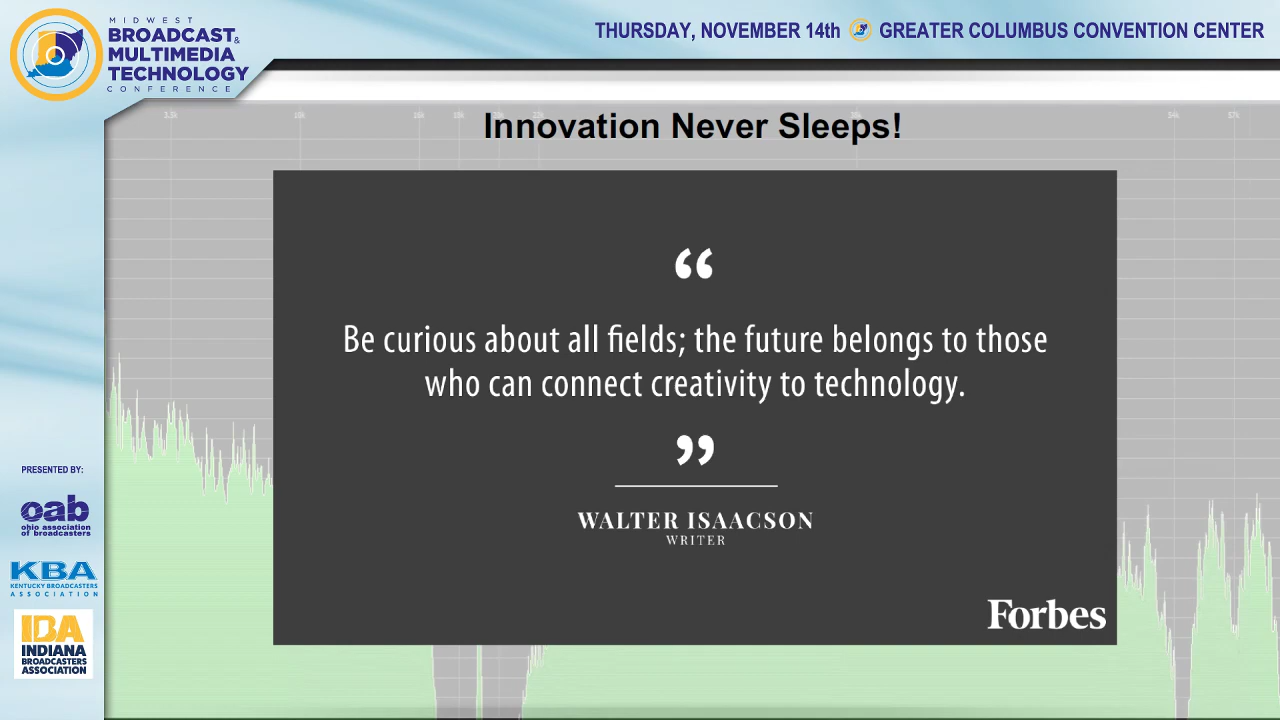 MIDWEST
BROADCAST&
MULTIMEDIA
TECHNOLOGY
CONFERENCE
THURSDAY, NOVEMBER 14th GREATER COLUMBUS CONVENTION CENTER
Innovation Never Sleeps!
“
Be curious about all fields; the future belongs to those
who can connect creativity to technology.
”
WALTER ISAACSON
WRITER
Forbes
PRESENTED BY:
oab
ohio association
of broadcasters
KBA
KENTUCKY BROADCASTERS
ASSOCIATION
IBA
INDIANA
BROADCASTERS
ASSOCIATION